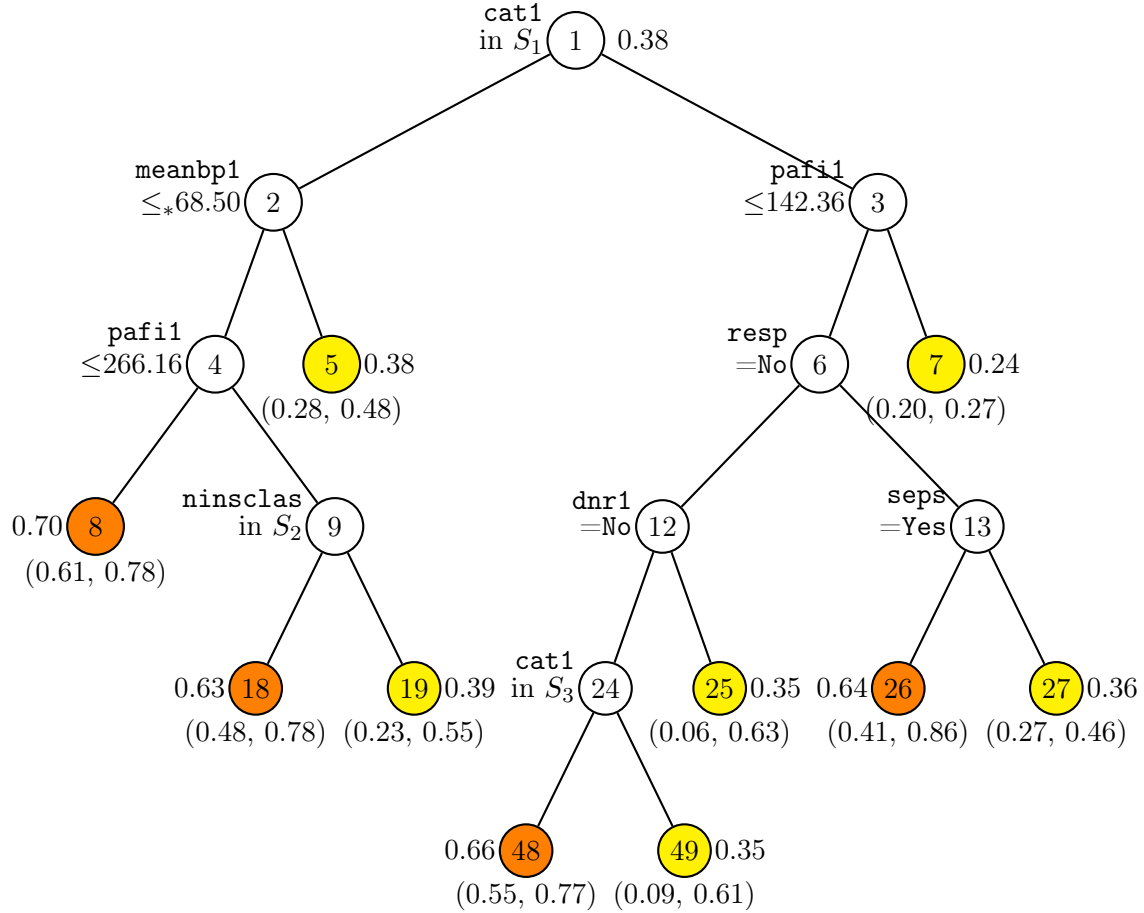 cat1
in S₁ 1 0.38
meanbp1
≤*68.50 2
pafi1
≤142.36 3
pafi1
≤266.16 4
5 0.38
(0.28, 0.48)
resp
=No 6
7 0.24
(0.20, 0.27)
0.70 8
(0.61, 0.78)
ninsclas
in S₂ 9
dnr1
=No 12
seps
=Yes 13
0.63 18
(0.48, 0.78)
19 0.39
(0.23, 0.55)
cat1
in S₃ 24
25 0.35
(0.06, 0.63)
0.64 26
(0.41, 0.86)
27 0.36
(0.27, 0.46)
0.66 48
(0.55, 0.77)
49 0.35
(0.09, 0.61)